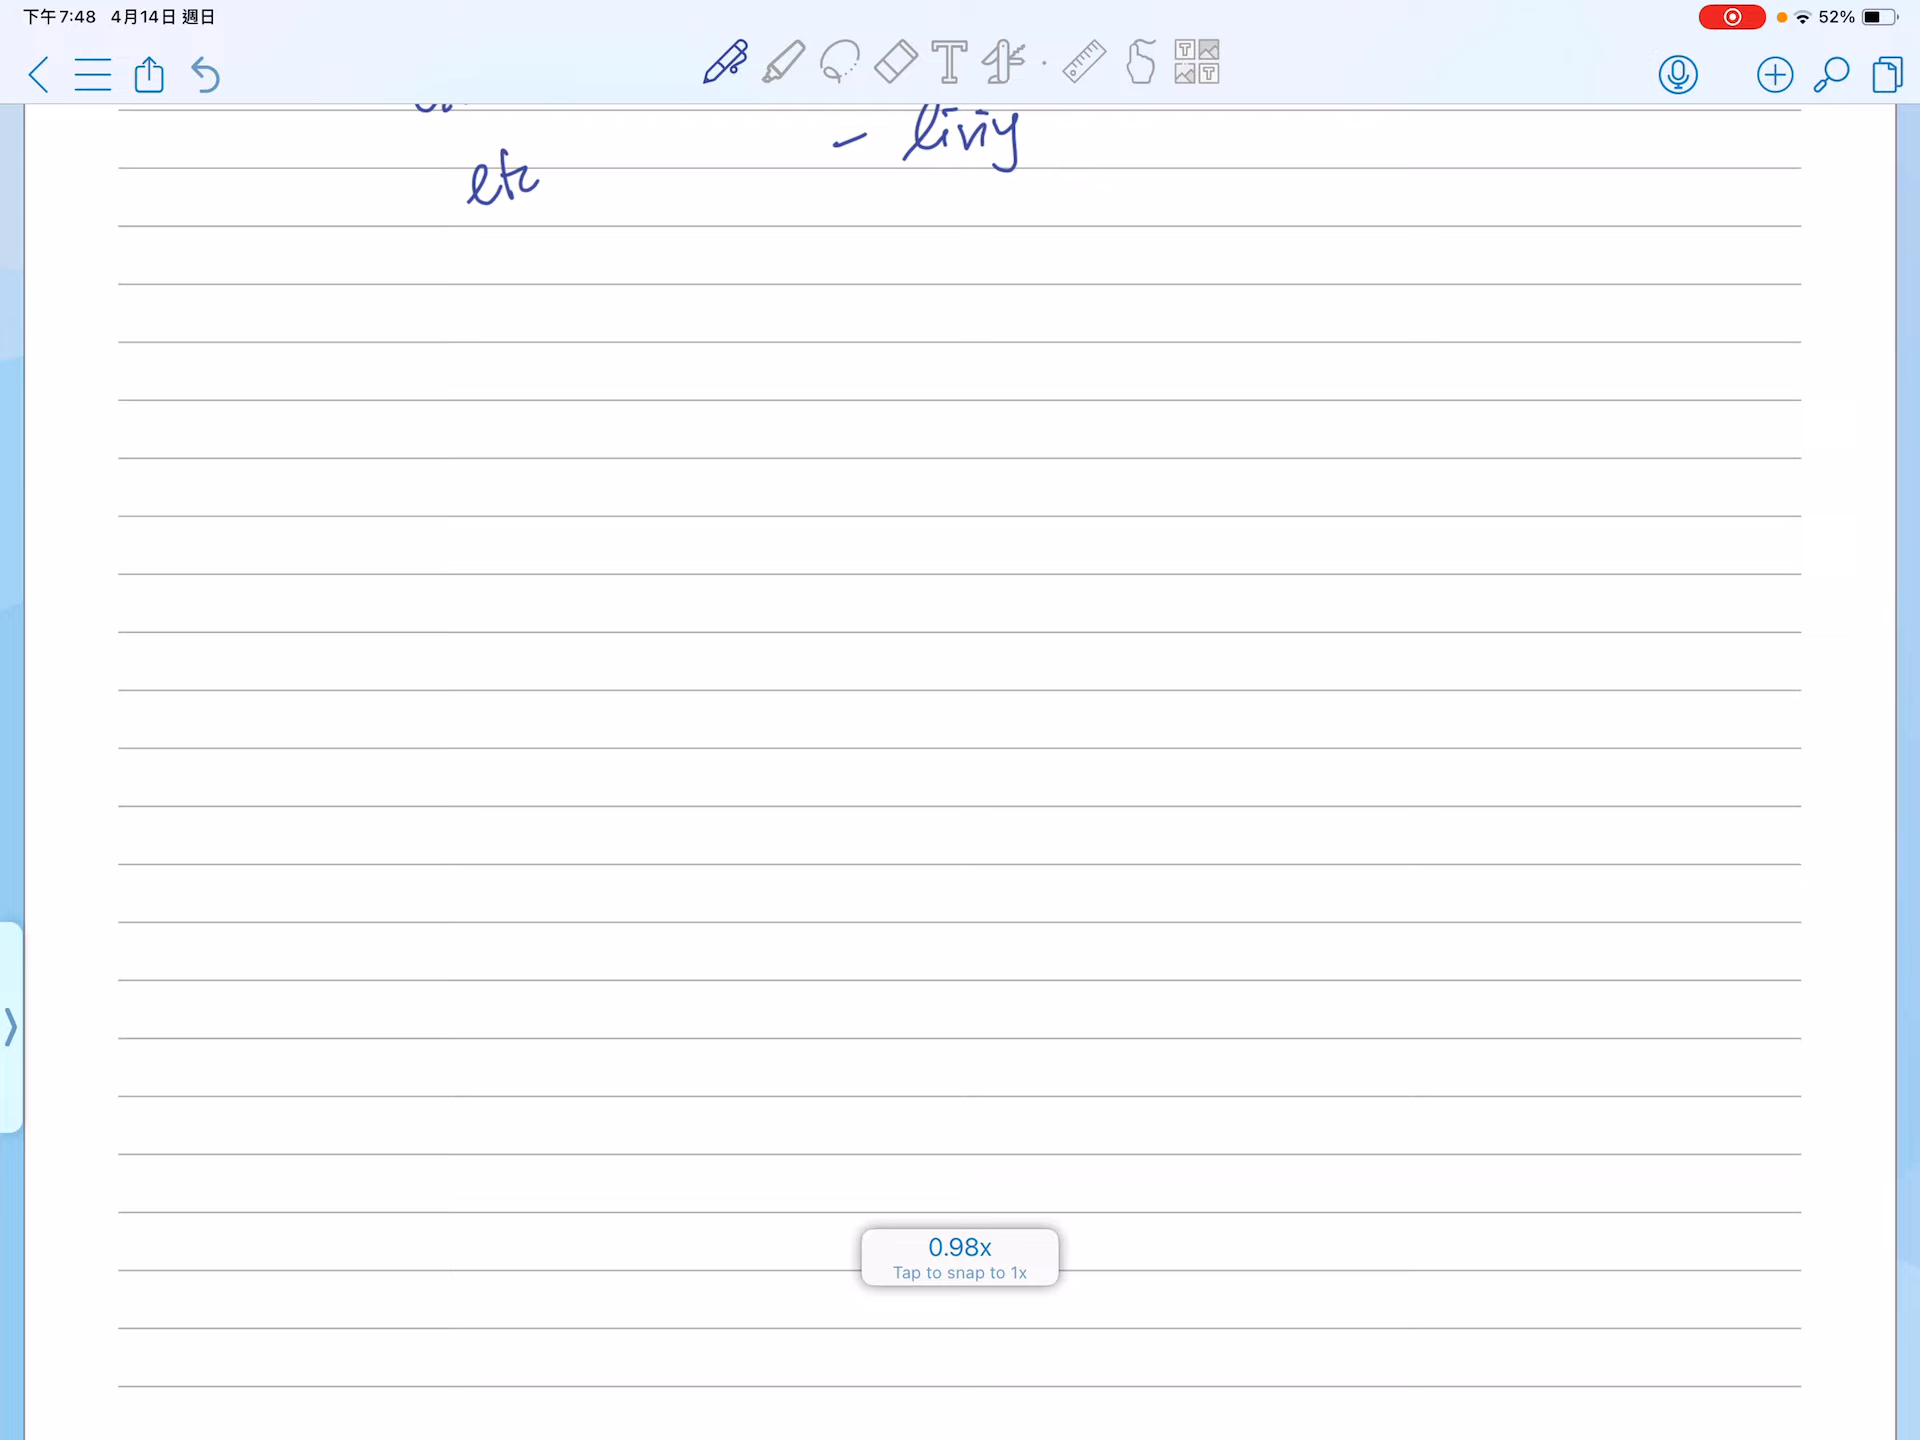 下午7:48 4月14日 週日
52%
- living
etc
0.98x
Tap to snap to 1x